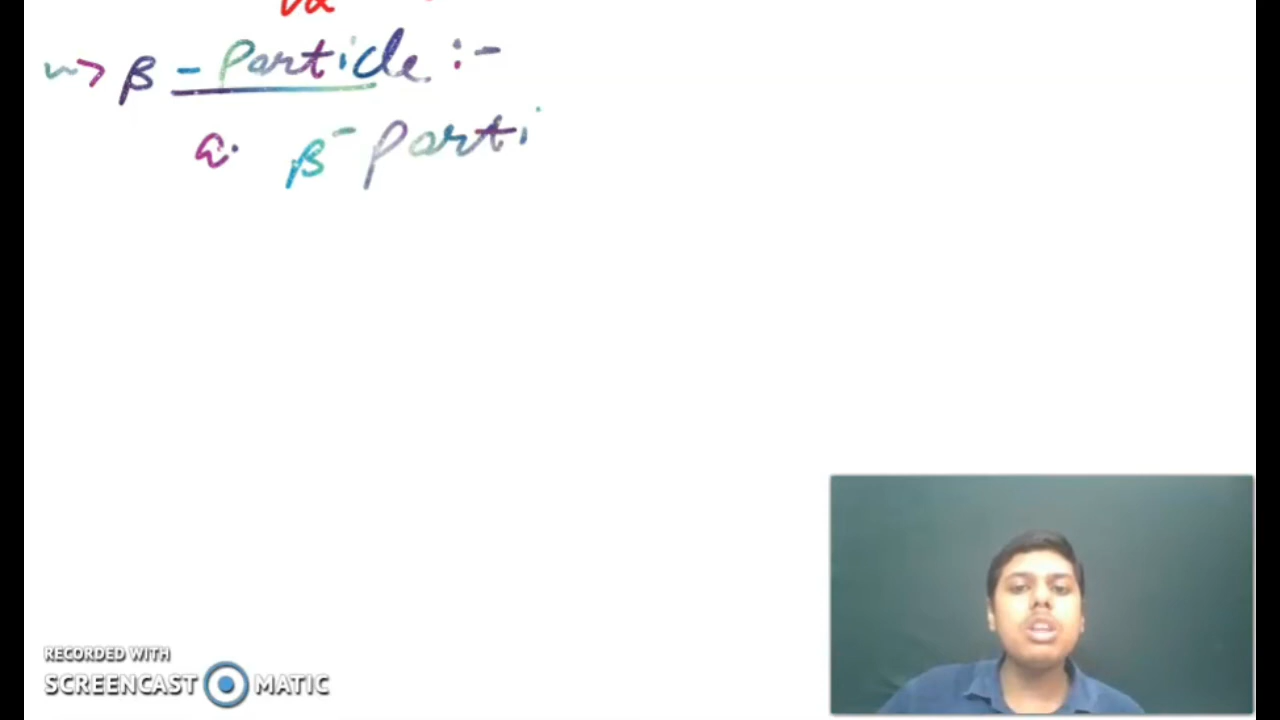 β - Particle :-
a. β⁻ parti
RECORDED WITH
SCREENCAST MATIC